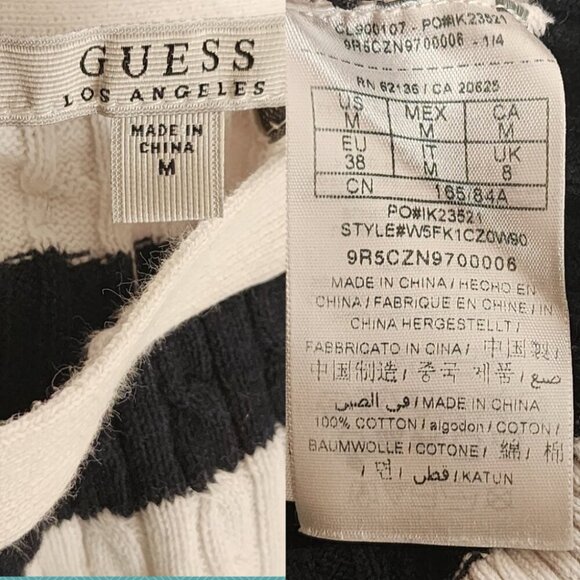 GUESS
LOS ANGELES
MADE IN
CHINA
M
CL900107 - PO#IK23521
9R5CZN9700006 - 1/4
RN 62136 / CA 20625
US M MEX M CA M
EU 38 IT M UK 8
CN 165/84A
PO#IK23521
STYLE#W5FK1CZ0W90
9R5CZN9700006
MADE IN CHINA / HECHO EN
CHINA / FABRIQUE EN CHINE / IN
CHINA HERGESTELLT /
FABBRICATO IN CINA / 中国製 /
中国制造 / 중국 제품 / صنع
في الصين / MADE IN CHINA
100% COTTON / algodon / COTON /
BAUMWOLLE / COTONE / 綿 / 棉
/ 면 / قطن / KATUN